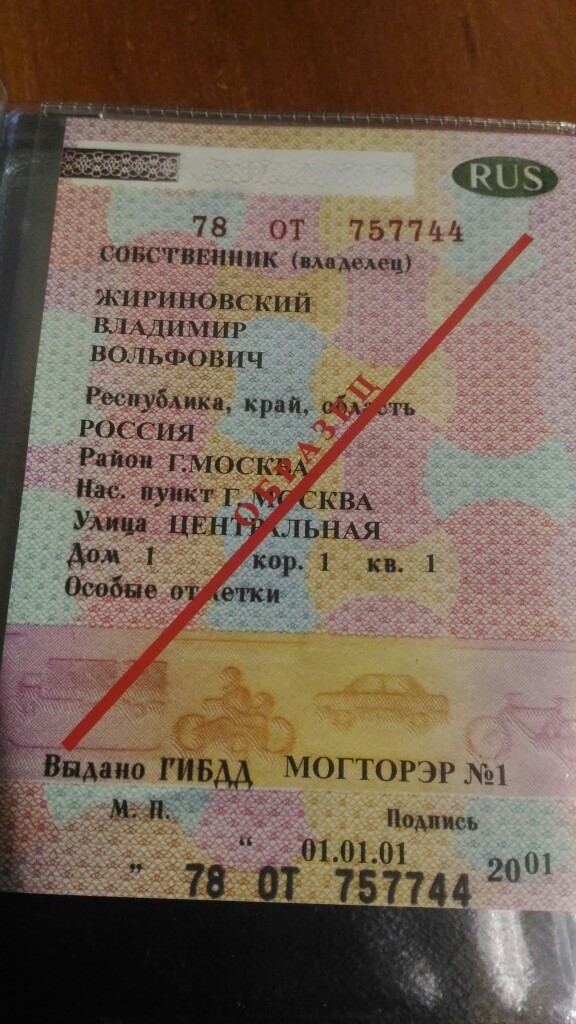 RUS
78 ОТ 757744
СОБСТВЕННИК (владелец)
ЖИРИНОВСКИЙ
ВЛАДИМИР
ВОЛЬФОВИЧ
Республика, край, область
РОССИЯ
Район Г.МОСКВА
Нас. пункт Г. МОСКВА
Улица ЦЕНТРАЛЬНАЯ
Дом 1 кор. 1 кв. 1
Особые отметки
ОБРАЗЕЦ
Выдано ГИБДД МОГТОРЭР №1
М. П. Подпись
“ ” 01.01.01 2001
78 ОТ 757744